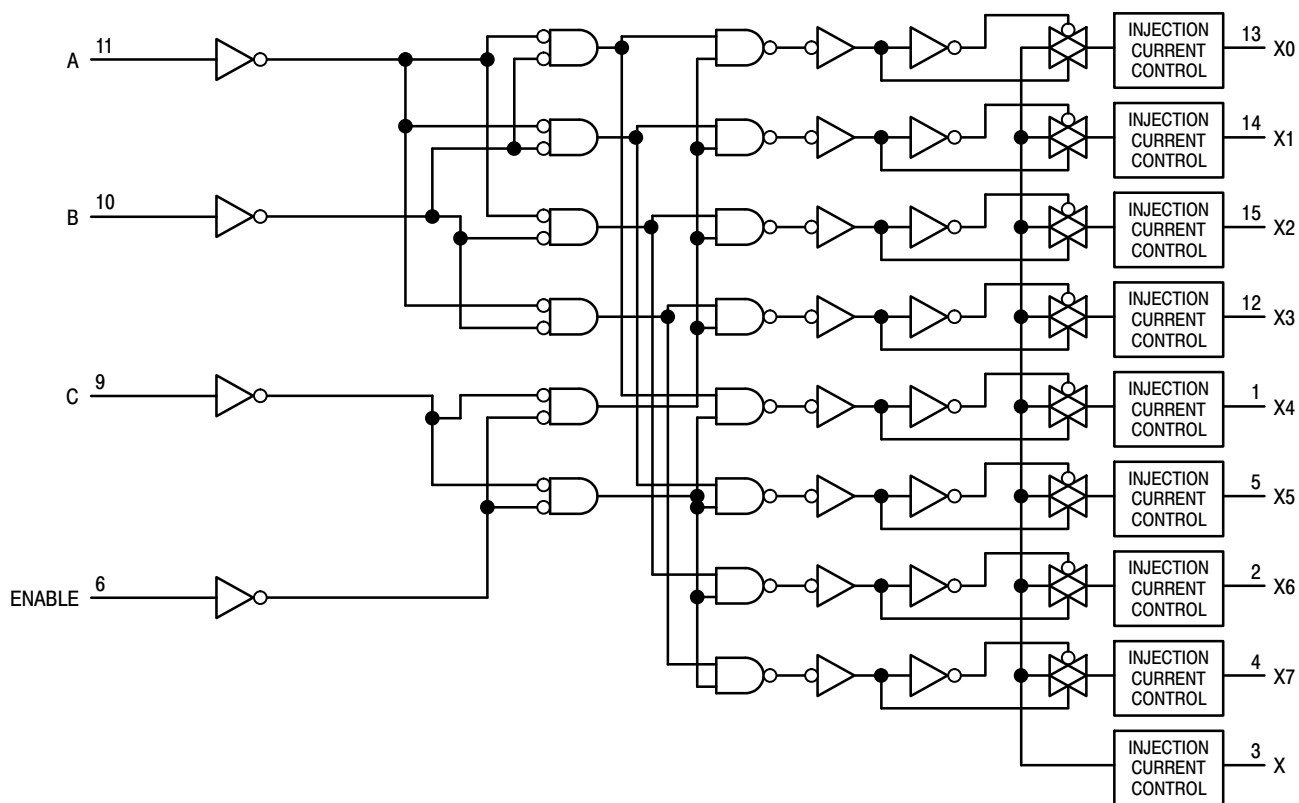 A 11
B 10
C 9
ENABLE 6
INJECTION
CURRENT
CONTROL
13 X0
INJECTION
CURRENT
CONTROL
14 X1
INJECTION
CURRENT
CONTROL
15 X2
INJECTION
CURRENT
CONTROL
12 X3
INJECTION
CURRENT
CONTROL
1 X4
INJECTION
CURRENT
CONTROL
5 X5
INJECTION
CURRENT
CONTROL
2 X6
INJECTION
CURRENT
CONTROL
4 X7
INJECTION
CURRENT
CONTROL
3 X